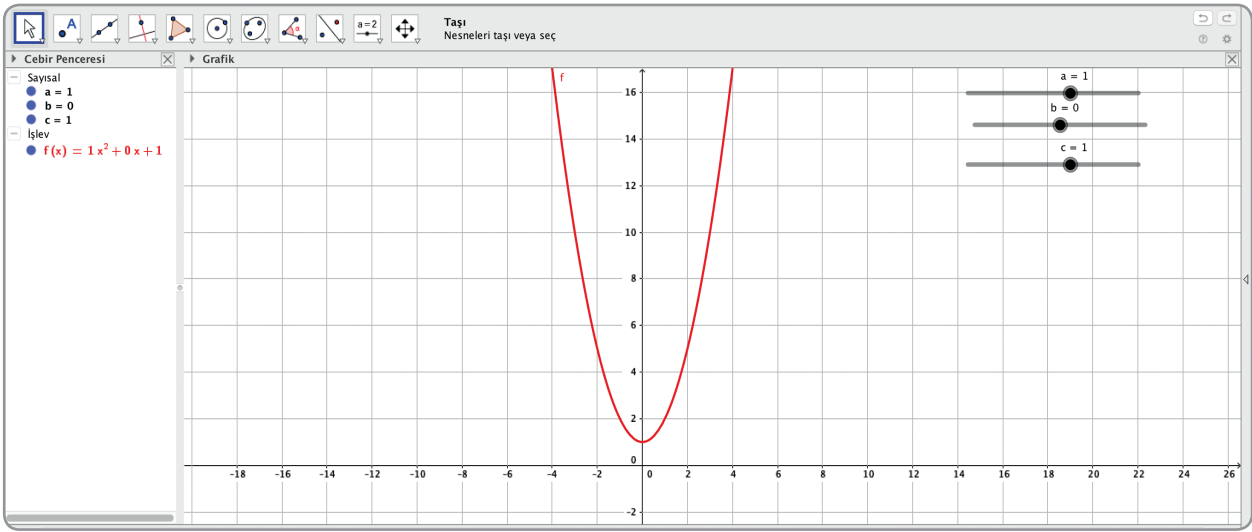 A
α
a=2
Taşı
Nesneleri taşı veya seç
Cebir Penceresi
Grafik
Sayısal
a = 1
b = 0
c = 1
İşlev
f (x) = 1 x² + 0 x + 1
f
a = 1
b = 0
c = 1
16
14
12
10
8
6
4
2
0
-2
-18 -16 -14 -12 -10 -8 -6 -4 -2 0 2 4 6 8 10 12 14 16 18 20 22 24 26